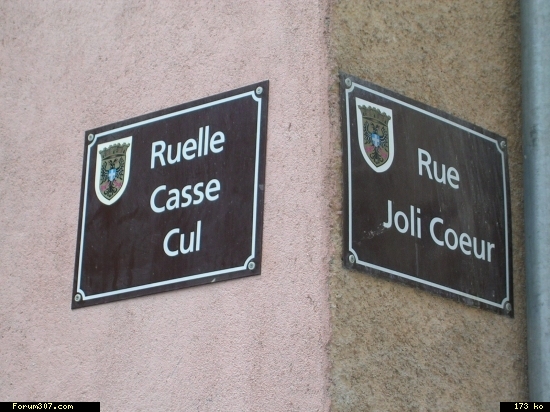 Ruelle
Casse
Cul
Rue
Joli Coeur
Forum307.com
173 ko